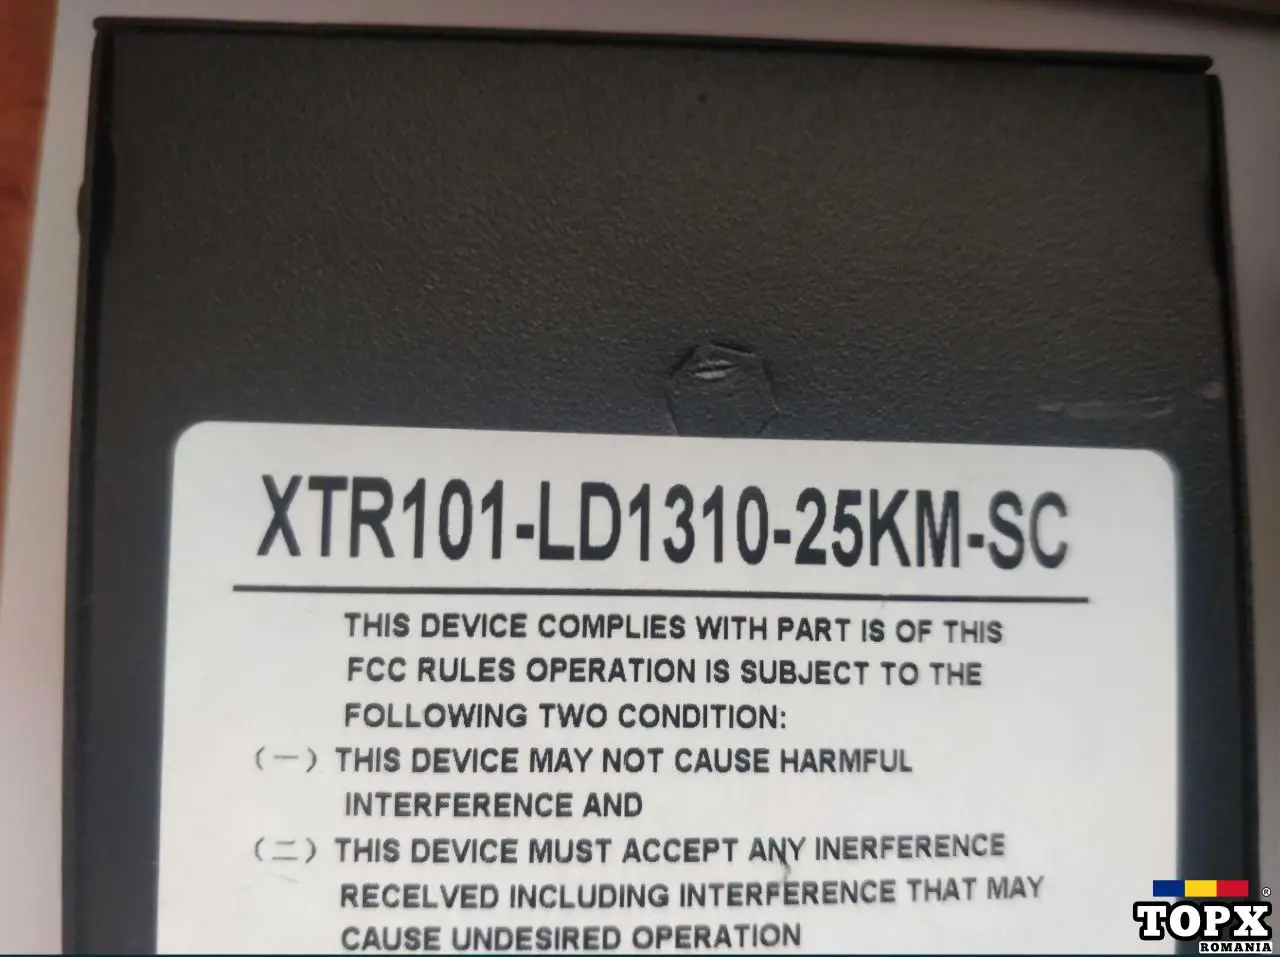 XTR101-LD1310-25KM-SC
THIS DEVICE COMPLIES WITH PART IS OF THIS
FCC RULES OPERATION IS SUBJECT TO THE
FOLLOWING TWO CONDITION:
(一) THIS DEVICE MAY NOT CAUSE HARMFUL
INTERFERENCE AND
(二) THIS DEVICE MUST ACCEPT ANY INERFERENCE
RECELVED INCLUDING INTERFERENCE THAT MAY
CAUSE UNDESIRED OPERATION
TOPX®
ROMANIA